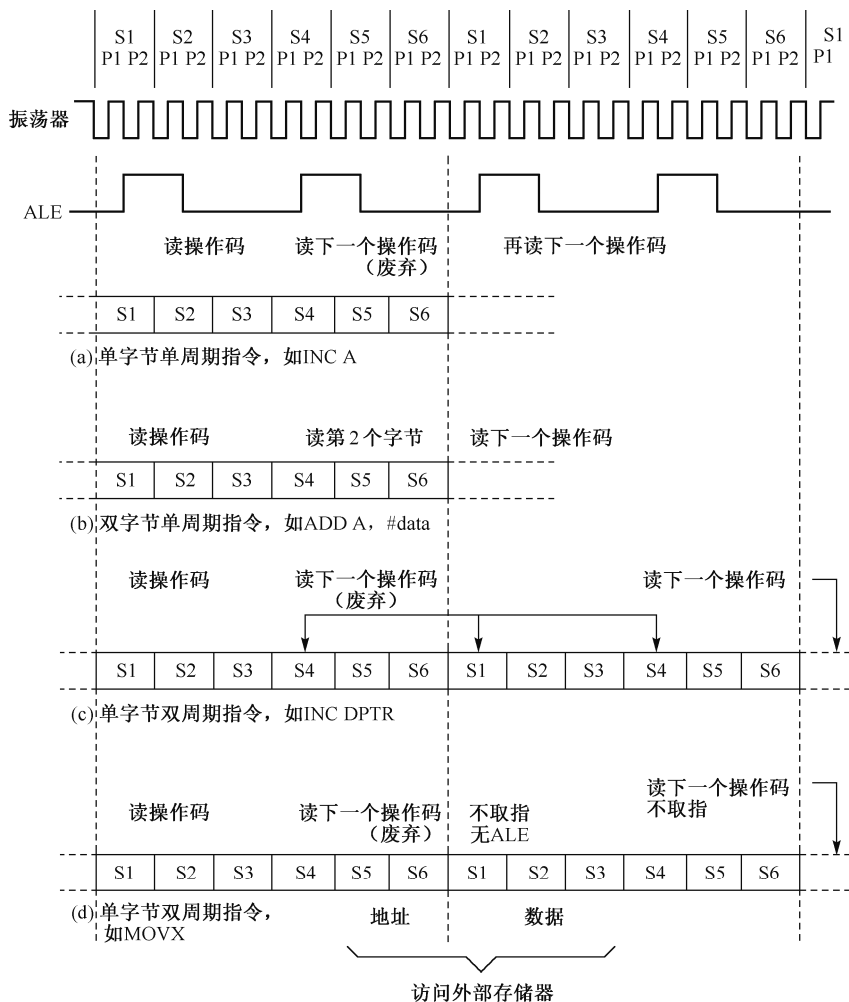 S1 S2 S3 S4 S5 S6 S1 S2 S3 S4 S5 S6 S1
P1 P2 P1 P2 P1 P2 P1 P2 P1 P2 P1 P2 P1 P2 P1 P2 P1 P2 P1 P2 P1 P2 P1 P2 P1
振荡器
ALE
读操作码 读下一个操作码 再读下一个操作码
（废弃）
S1 S2 S3 S4 S5 S6
(a) 单字节单周期指令，如INC A
读操作码 读第2个字节 读下一个操作码
S1 S2 S3 S4 S5 S6
(b) 双字节单周期指令，如ADD A，#data
读操作码 读下一个操作码 读下一个操作码
（废弃）
S1 S2 S3 S4 S5 S6 S1 S2 S3 S4 S5 S6
(c) 单字节双周期指令，如INC DPTR
读下一个操作码
读操作码 读下一个操作码 不取指 不取指
（废弃） 无ALE
S1 S2 S3 S4 S5 S6 S1 S2 S3 S4 S5 S6
(d) 单字节双周期指令， 地址 数据
如MOVX
访问外部存储器